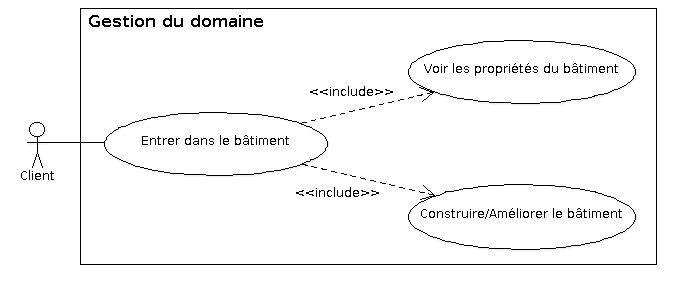 Gestion du domaine
Voir les propriétés du bâtiment
<<include>>
Entrer dans le bâtiment
Client
<<include>>
Construire/Améliorer le bâtiment